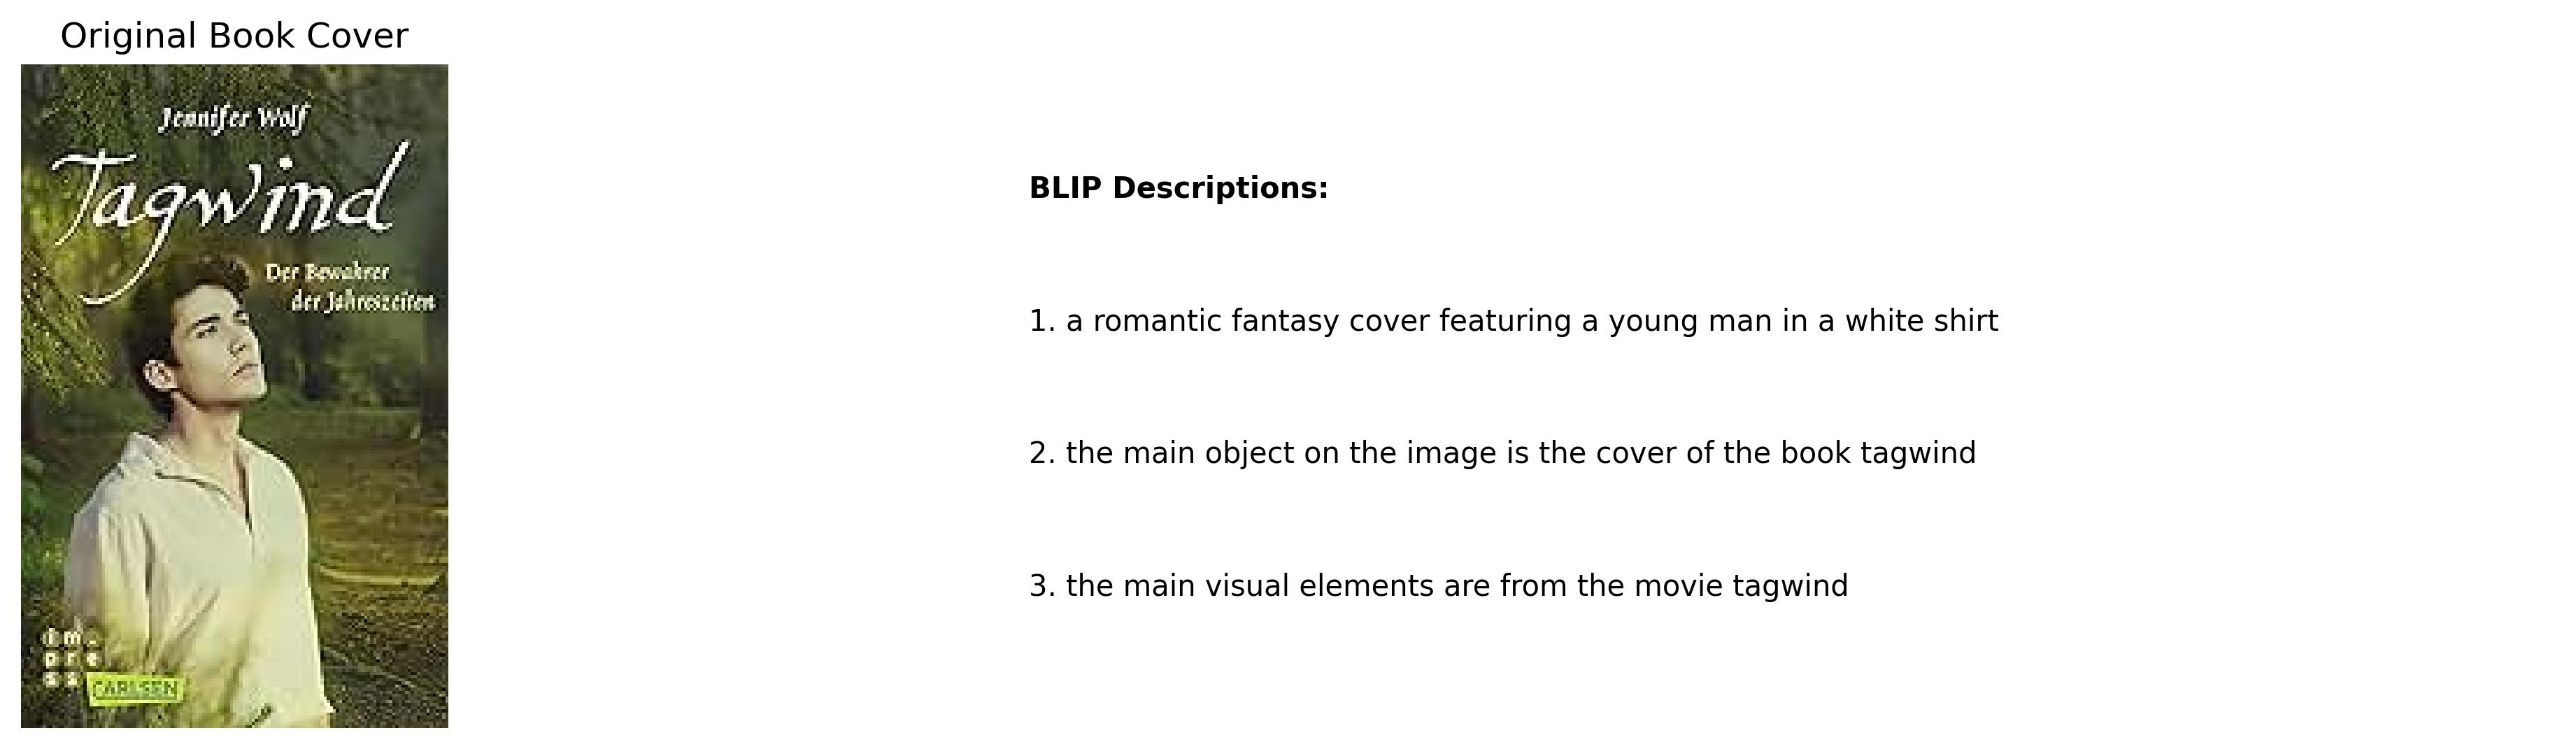 Original Book Cover
Jennifer Wolf
Tagwind
Der Bewahrer
der Jahreszeiten
im.
pre
ss
CARLSEN
BLIP Descriptions:
1. a romantic fantasy cover featuring a young man in a white shirt
2. the main object on the image is the cover of the book tagwind
3. the main visual elements are from the movie tagwind